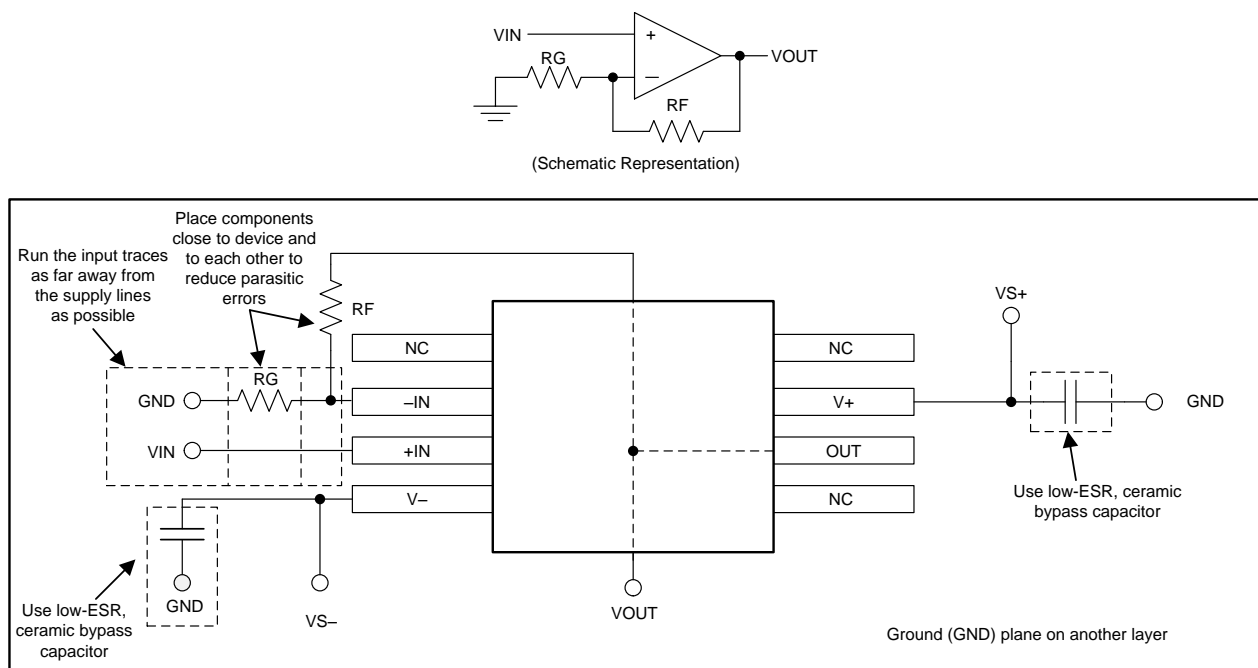 VIN
+
VOUT
RG
–
RF
(Schematic Representation)
Place components
close to device and
to each other to
reduce parasitic
errors
Run the input traces
as far away from
the supply lines
as possible
RF
VS+
NC
NC
RG
GND
–IN
V+
GND
VIN
+IN
OUT
V–
NC
Use low-ESR, ceramic
bypass capacitor
GND
VS–
VOUT
Use low-ESR,
ceramic bypass
capacitor
Ground (GND) plane on another layer